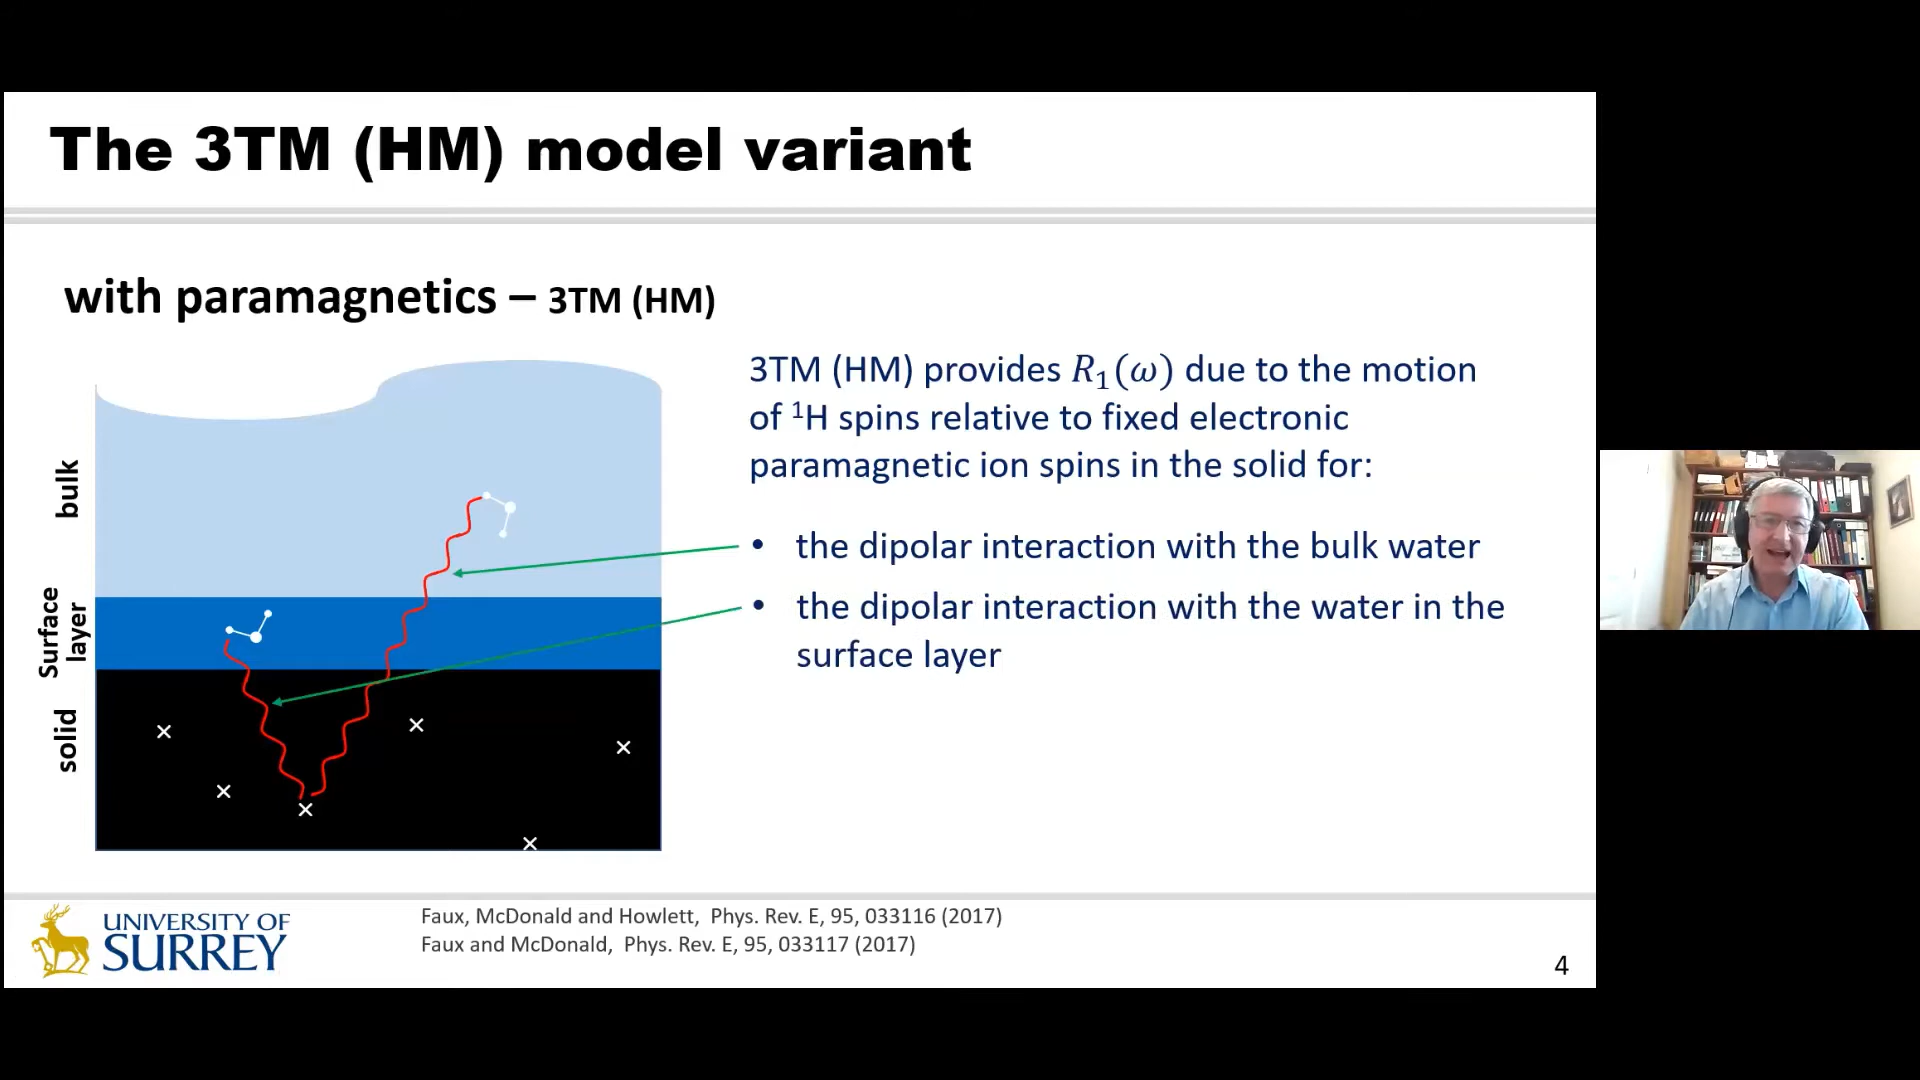 The 3TM (HM) model variant
with paramagnetics – 3TM (HM)
3TM (HM) provides R₁(ω) due to the motion
of ¹H spins relative to fixed electronic
paramagnetic ion spins in the solid for:
• the dipolar interaction with the bulk water
• the dipolar interaction with the water in the
surface layer
bulk
Surface
layer
solid
UNIVERSITY OF
SURREY
Faux, McDonald and Howlett, Phys. Rev. E, 95, 033116 (2017)
Faux and McDonald, Phys. Rev. E, 95, 033117 (2017)
4